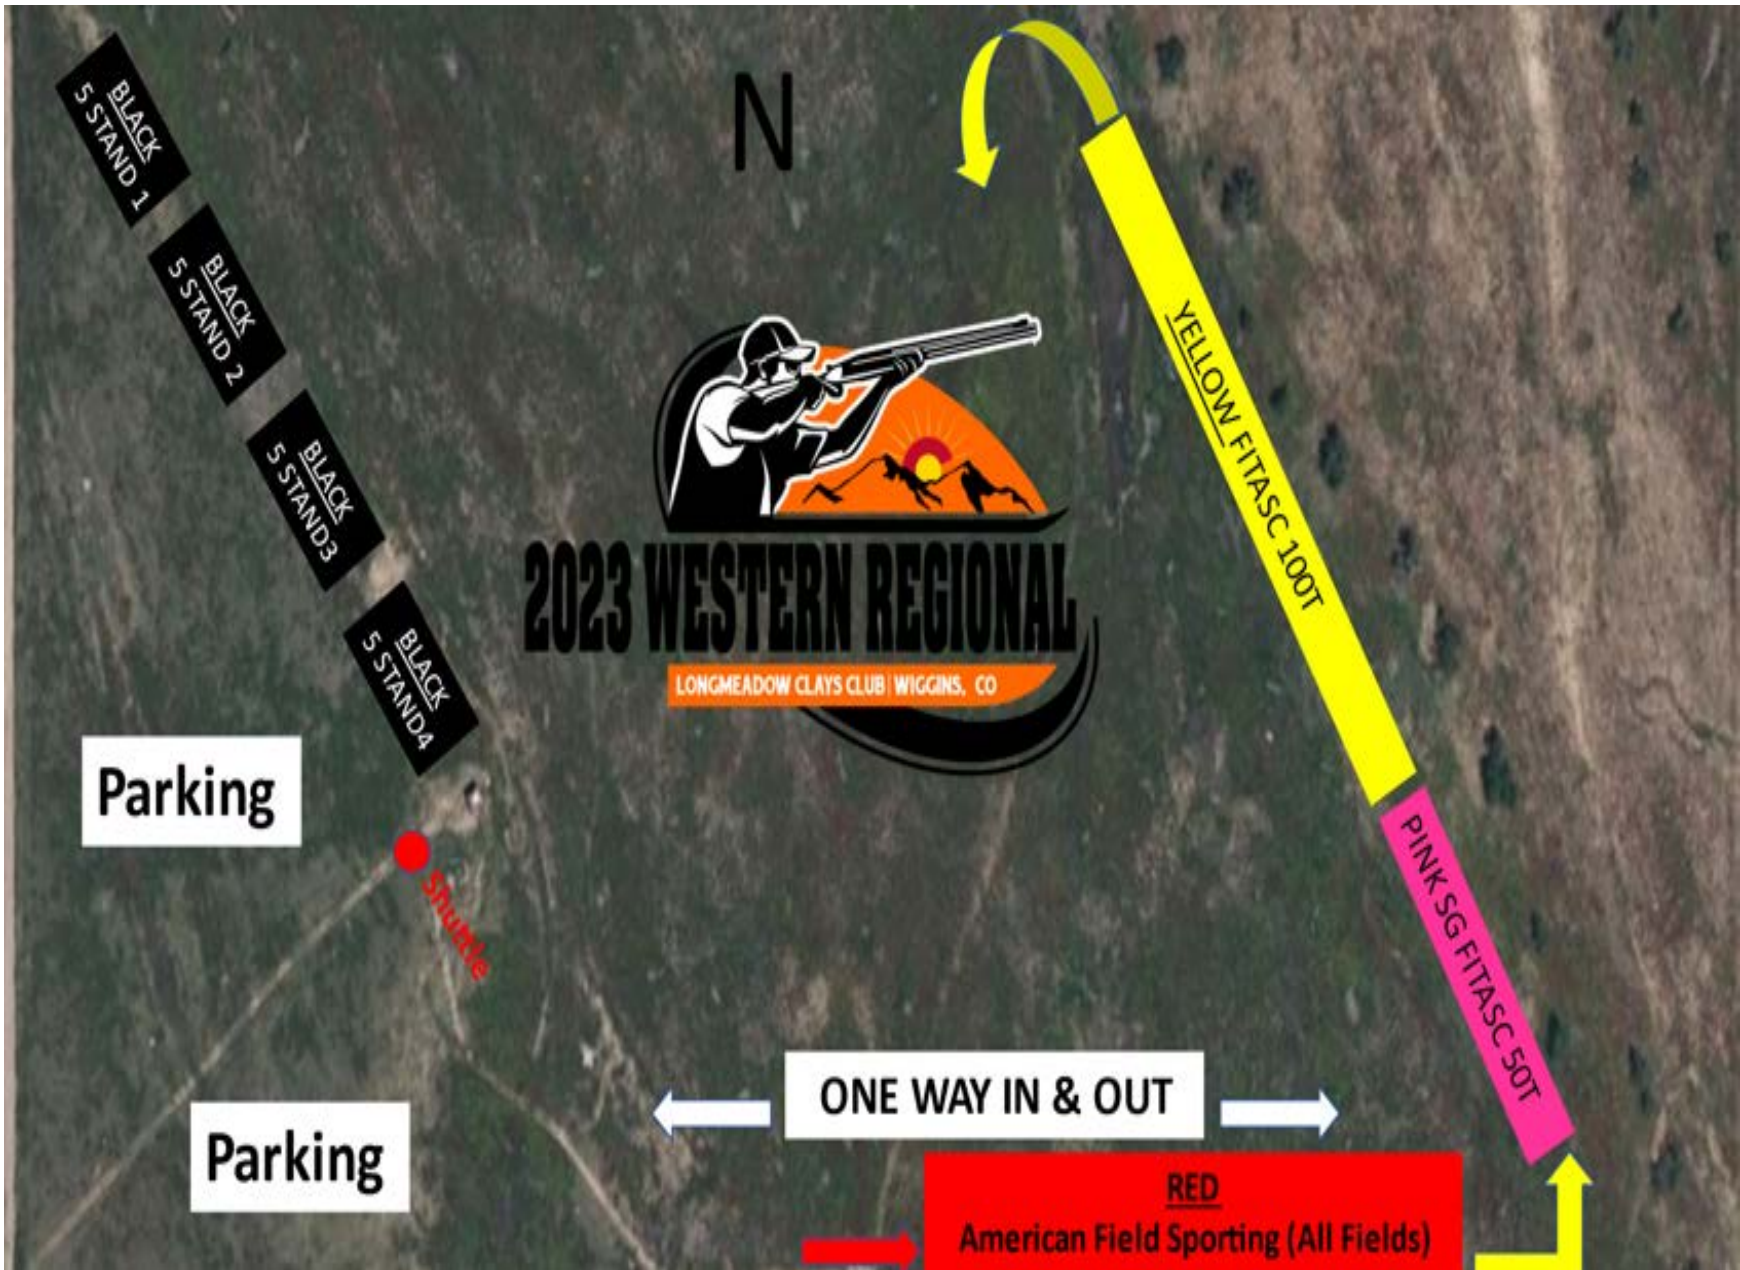 BLACK
5 STAND 1
N
BLACK
5 STAND 2
BLACK
5 STAND3
BLACK
5 STAND4
YELLOW FITASC 100T
2023 WESTERN REGIONAL
LONGMEADOW CLAYS CLUB | WIGGINS, CO
Parking
Shuttle
PINK SG FITASC 50T
ONE WAY IN & OUT
Parking
RED
American Field Sporting (All Fields)